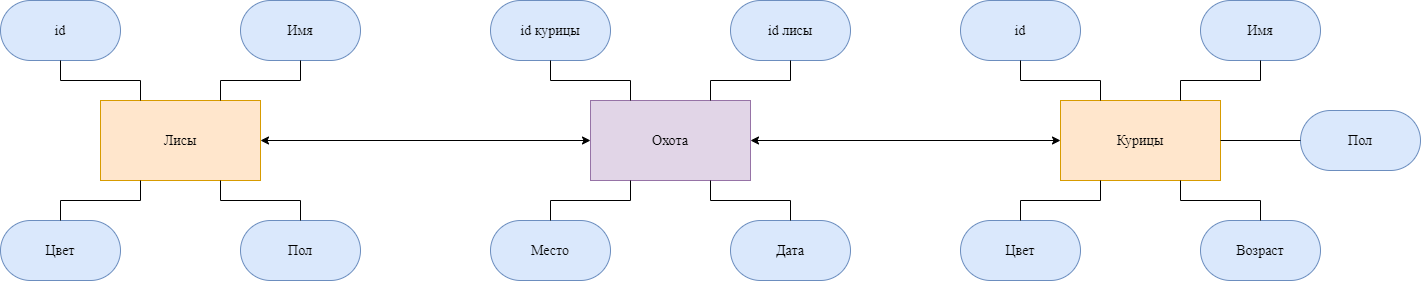 id
Имя
id курицы
id лисы
id
Имя
Лисы
Охота
Курицы
Пол
Цвет
Пол
Место
Дата
Цвет
Возраст